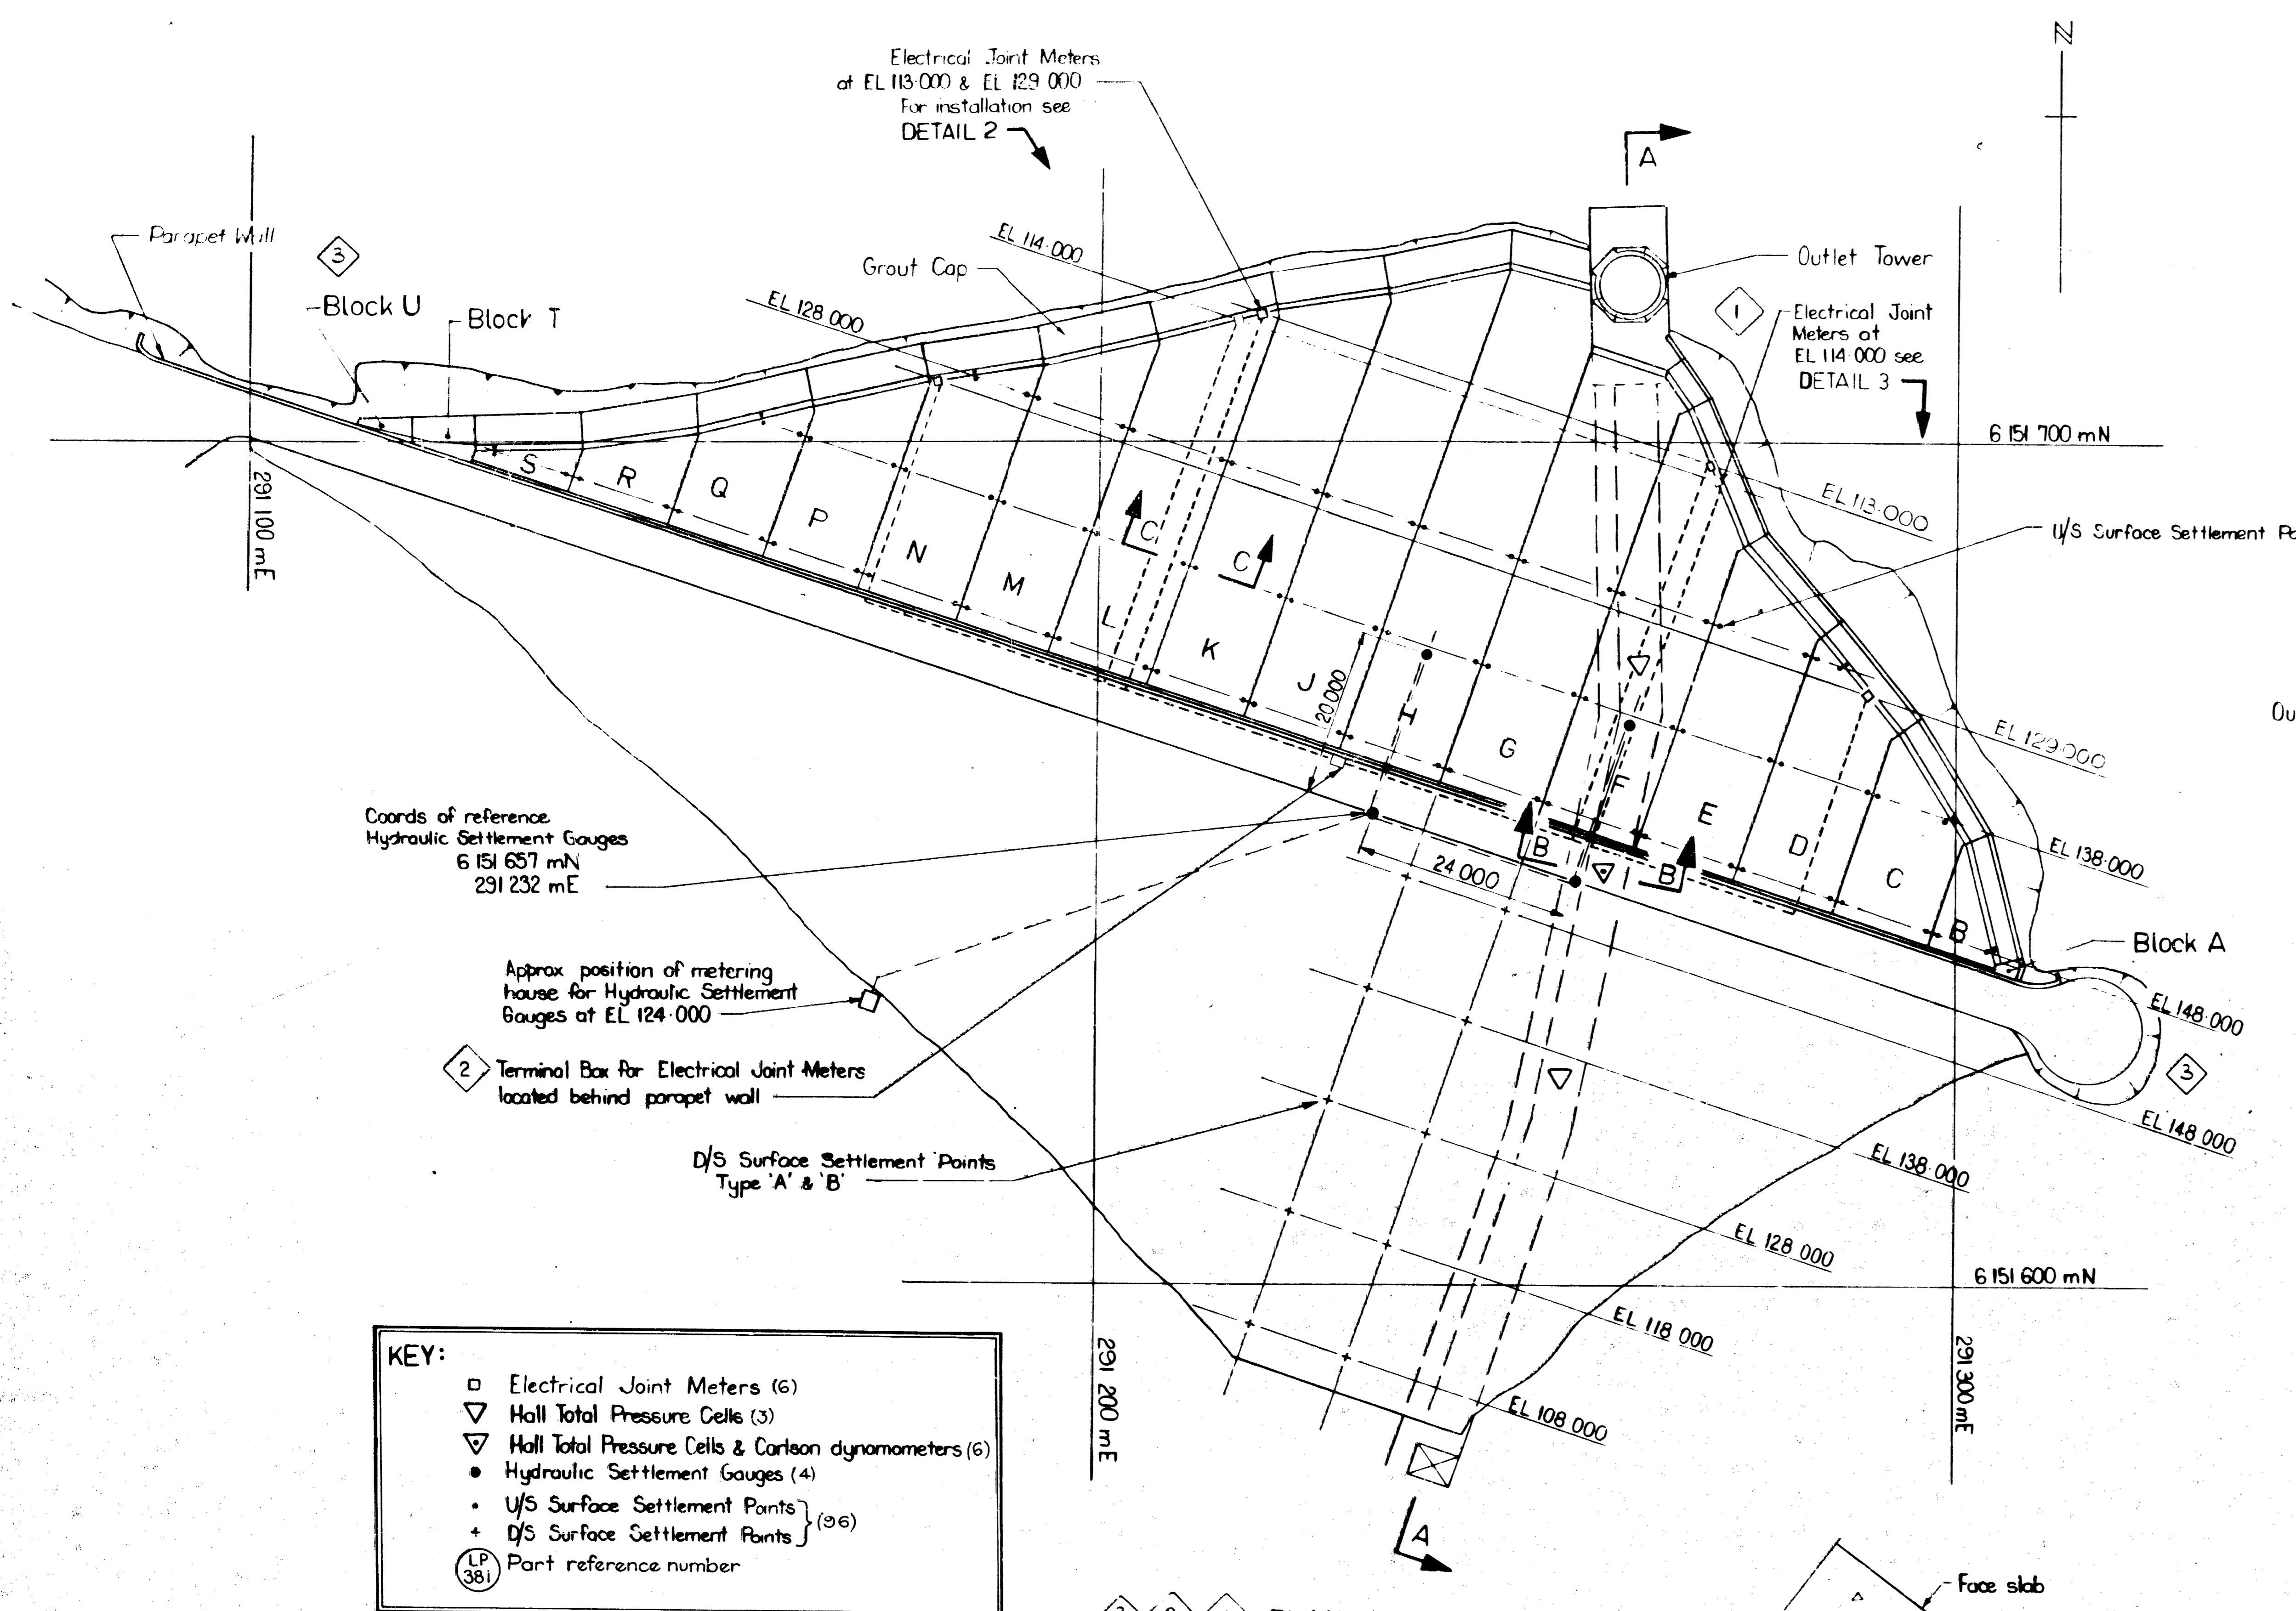 N
Electrical Joint Meters
at EL 113·000 & EL 129 000
For installation see
DETAIL 2
A
Parapet Wall
3
Block U
Block T
Grout Cap
EL 114·000
EL 128 000
Outlet Tower
1
Electrical Joint
Meters at
EL 114·000 see
DETAIL 3
6 151 700 mN
291 100 mE
S
R
Q
P
N
M
L
K
J
H
G
F
E
D
C
B
C
C
EL 113·000
U/S Surface Settlement
20 000
EL 129·000
EL 138·000
Coords of reference
Hydraulic Settlement Gauges
6 151 657 mN
291 232 mE
24 000
B
B
Block A
Approx position of metering
house for Hydraulic Settlement
Gauges at EL 124·000
EL 148·000
2
Terminal Box for Electrical Joint Meters
located behind parapet wall
3
EL 148 000
D/S Surface Settlement Points
Type 'A' & 'B'
EL 138·000
EL 128 000
6 151 600 mN
EL 118 000
291 200 mE
291 300 mE
EL 108 000
KEY:
Electrical Joint Meters (6)
Hall Total Pressure Cells (3)
Hall Total Pressure Cells & Carlson dynamometers (6)
Hydraulic Settlement Gauges (4)
U/S Surface Settlement Points
D/S Surface Settlement Points
(96)
LP
381
Part reference number
A
Face slab